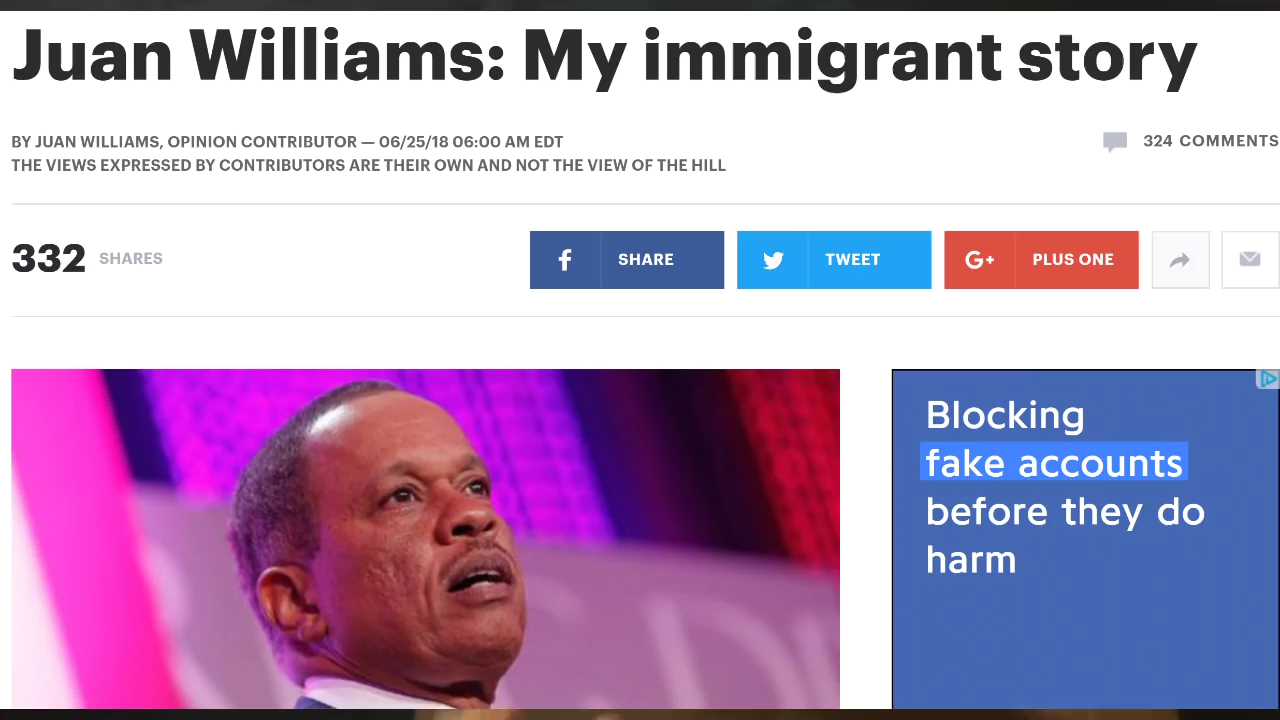 Juan Williams: My immigrant story
BY JUAN WILLIAMS, OPINION CONTRIBUTOR — 06/25/18 06:00 AM EDT
324 COMMENTS
THE VIEWS EXPRESSED BY CONTRIBUTORS ARE THEIR OWN AND NOT THE VIEW OF THE HILL
332 SHARES
SHARE
TWEET
G+ PLUS ONE
Blocking
fake accounts
before they do
harm